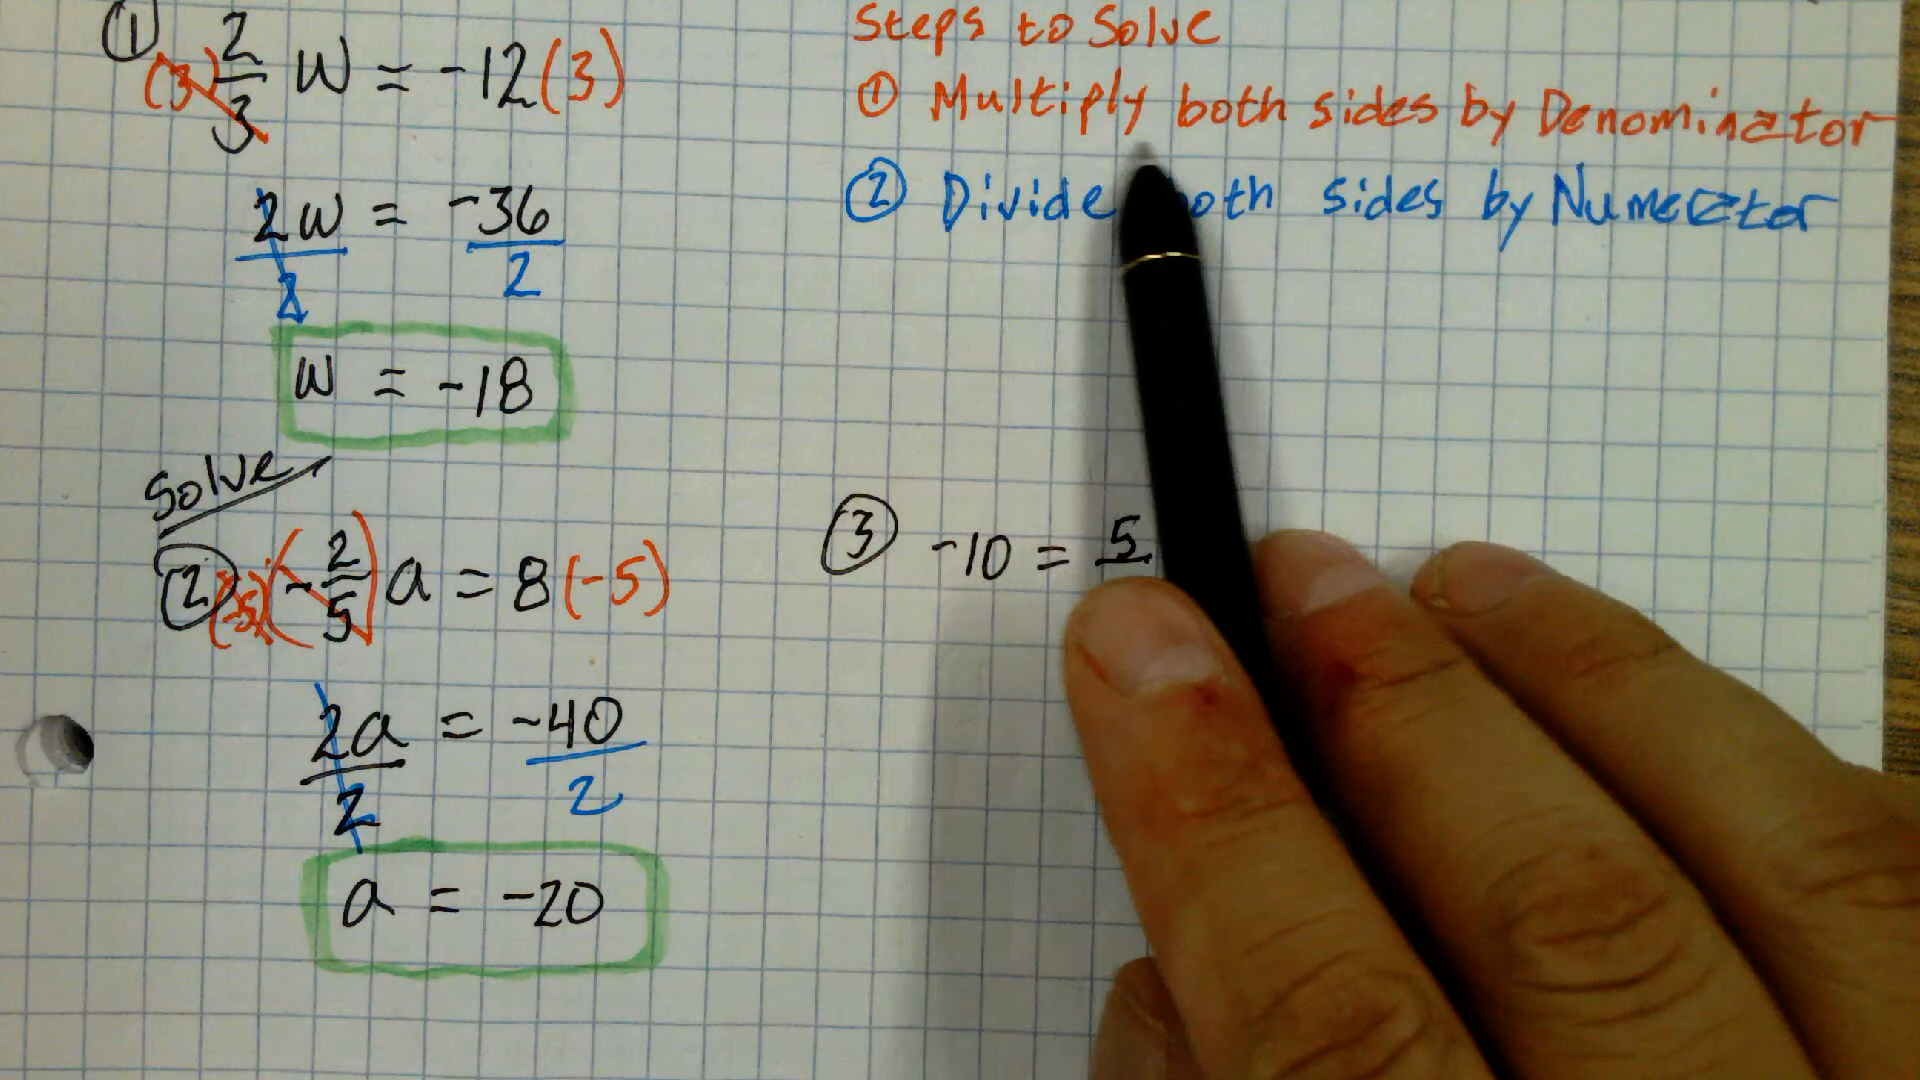 ① (3) 2/3 w = -12(3)
2w/2 = -36/2
w = -18
Solve
② (-5)(-2/5) a = 8(-5)
2a/2 = -40/2
a = -20
Steps to Solve
① Multiply both sides by Denominator
② Divide both sides by Numerator
③ -10 = 5